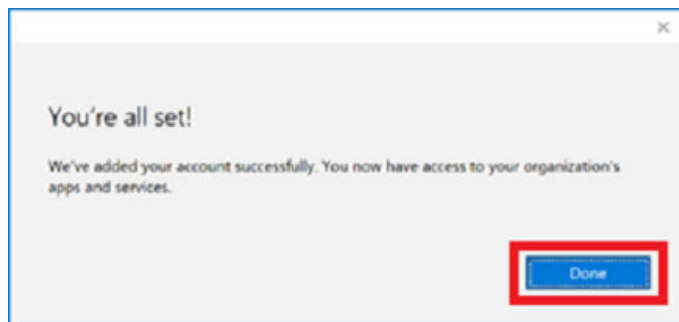 You're all set!
We've added your account successfully. You now have access to your organization's
apps and services.
Done